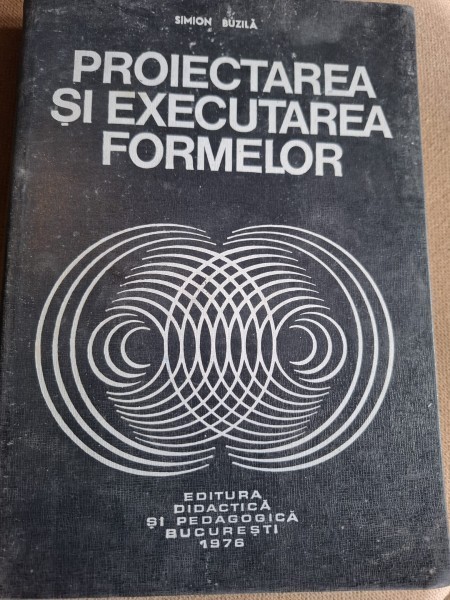 SIMION BUZILĂ
PROIECTAREA
ȘI EXECUTAREA
FORMELOR
EDITURA
DIDACTICĂ
ȘI PEDAGOGICĂ
BUCUREȘTI
1976